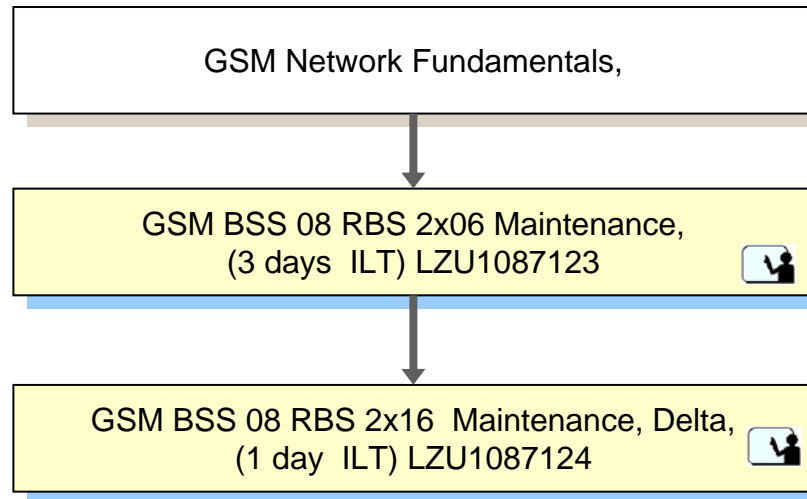 GSM Network Fundamentals,
GSM BSS 08 RBS 2x06 Maintenance,
(3 days ILT) LZU1087123
GSM BSS 08 RBS 2x16 Maintenance, Delta,
(1 day ILT) LZU1087124